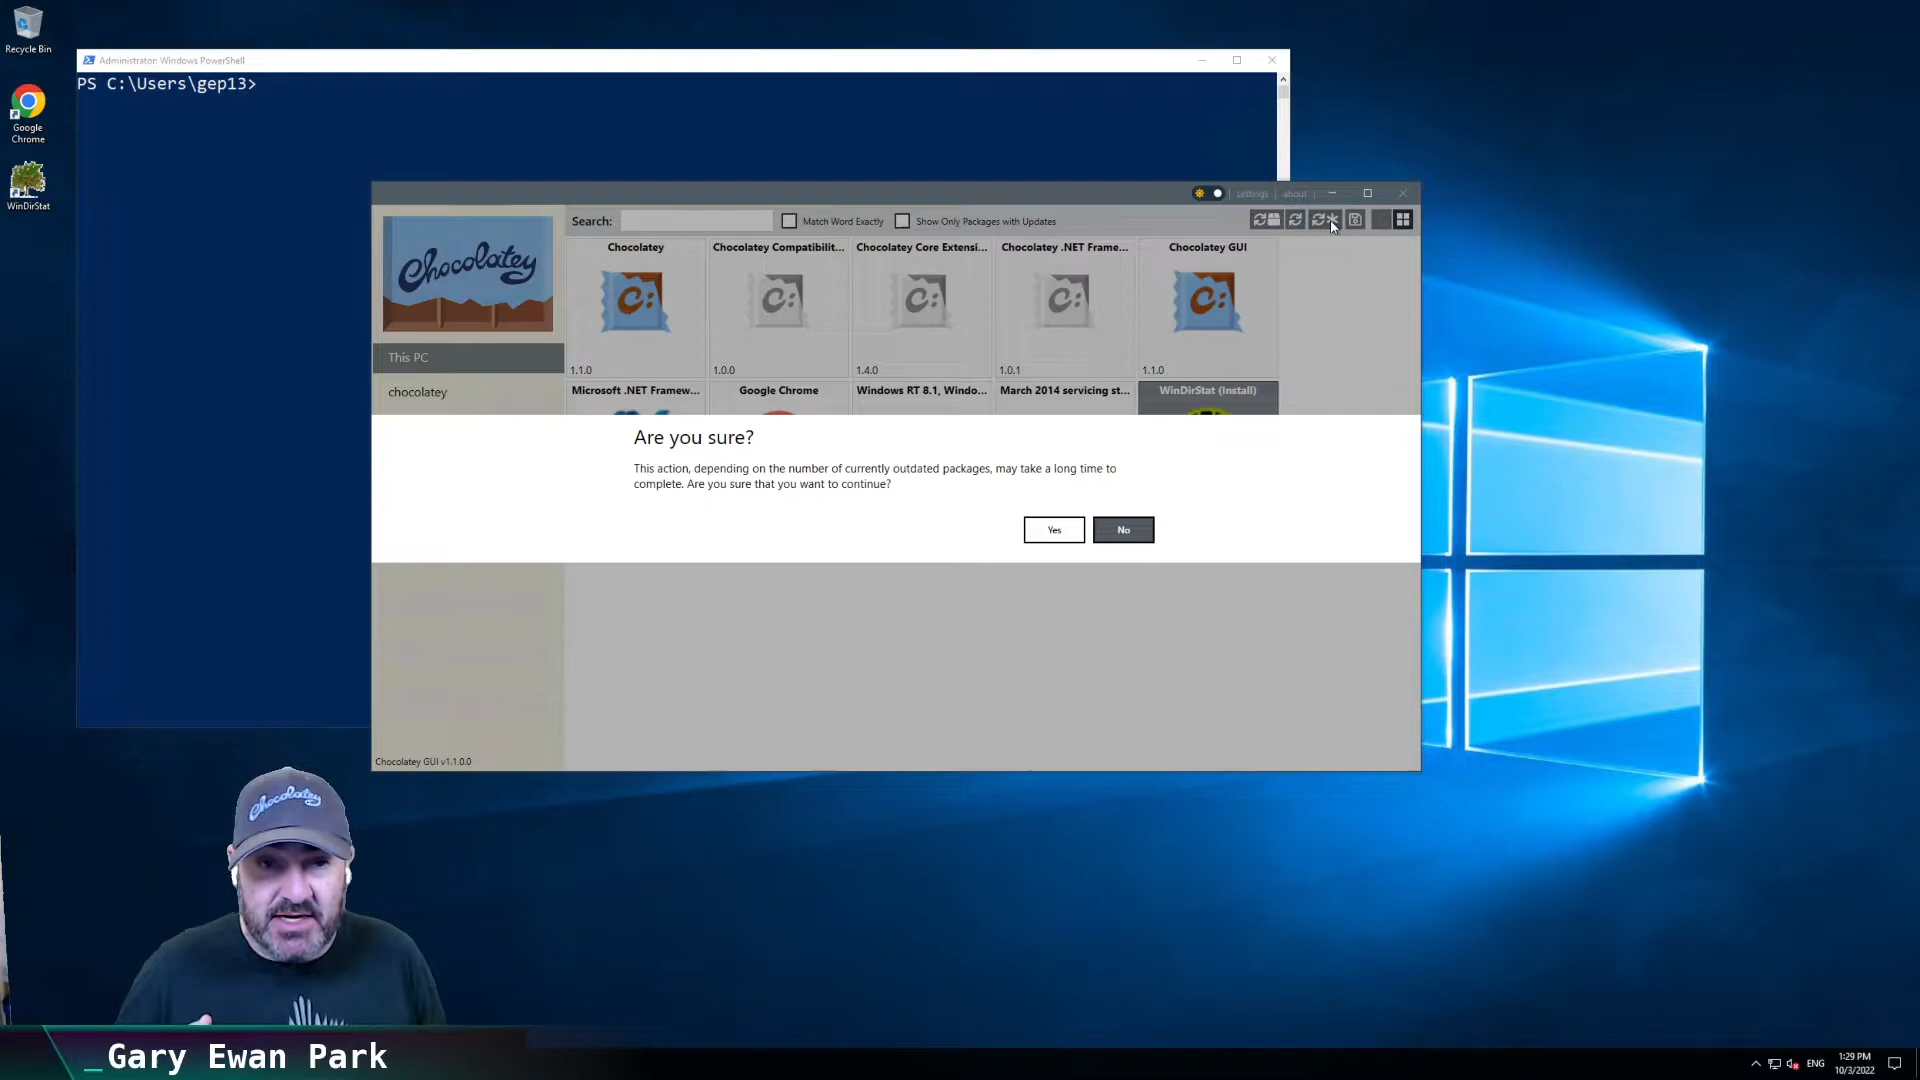 Recycle Bin
Google
Chrome
WinDirStat
Administrator: Windows PowerShell
PS C:\Users\gep13>
settings
about
Search:
Match Word Exactly
Show Only Packages with Updates
Chocolatey
This PC
chocolatey
Chocolatey
1.1.0
Chocolatey Compatibilit...
1.0.0
Chocolatey Core Extensi...
1.4.0
Chocolatey .NET Frame...
1.0.1
Chocolatey GUI
1.1.0
Microsoft .NET Framew...
Google Chrome
Windows RT 8.1, Windo...
March 2014 servicing st...
WinDirStat (Install)
Are you sure?
This action, depending on the number of currently outdated packages, may take a long time to
complete. Are you sure that you want to continue?
Yes
No
Chocolatey GUI v1.1.0.0
Chocolatey
_Gary Ewan Park
ENG
1:29 PM
10/3/2022